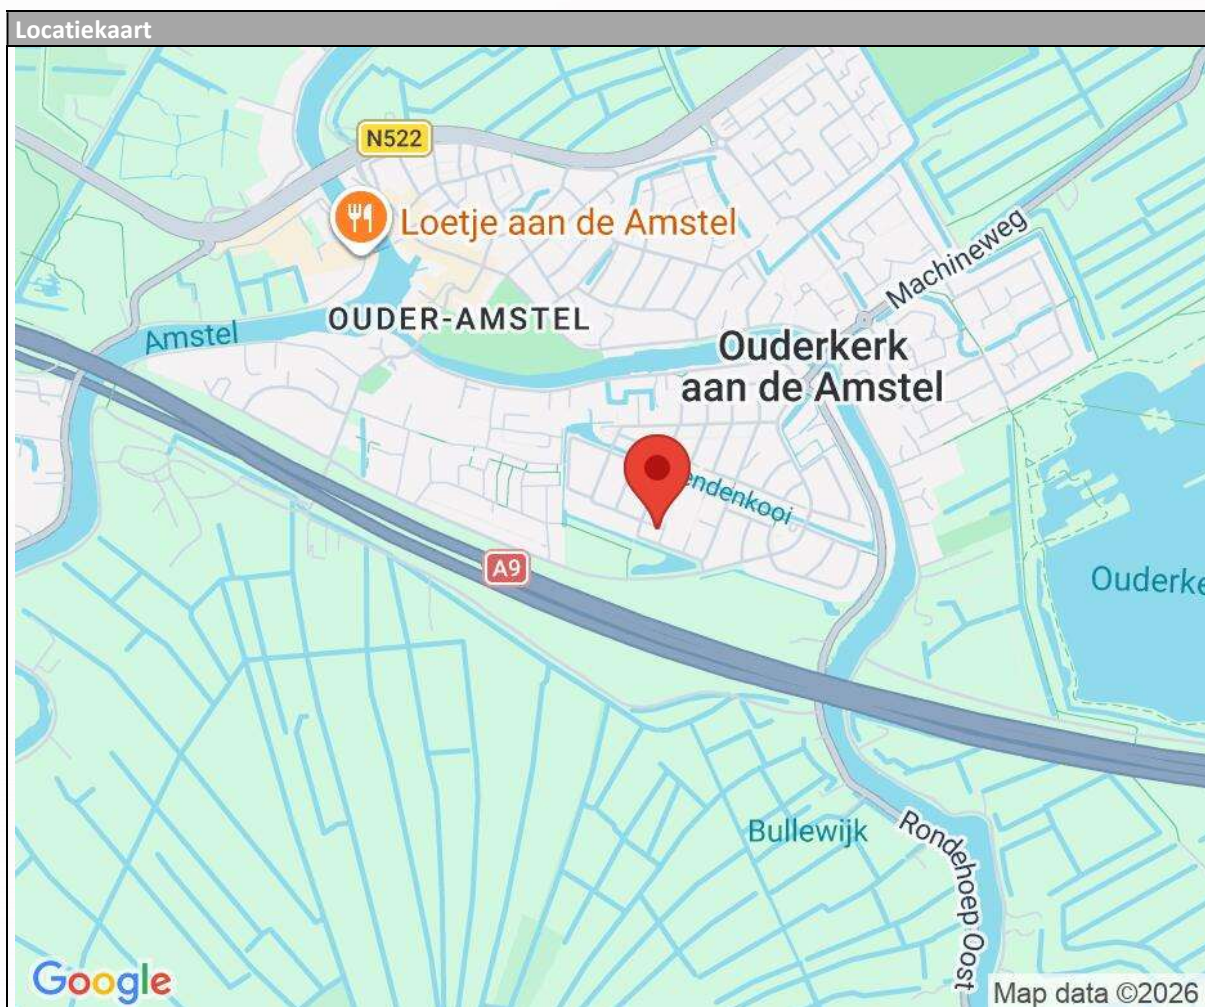 Locatiekaart
N522
Loetje aan de Amstel
Machineweg
OUDER-AMSTEL
Amstel
Ouderkerk
aan de Amstel
endenkooi
A9
Ouderke
Bullewijk
Rondehoep Oost
Google
Map data ©2026